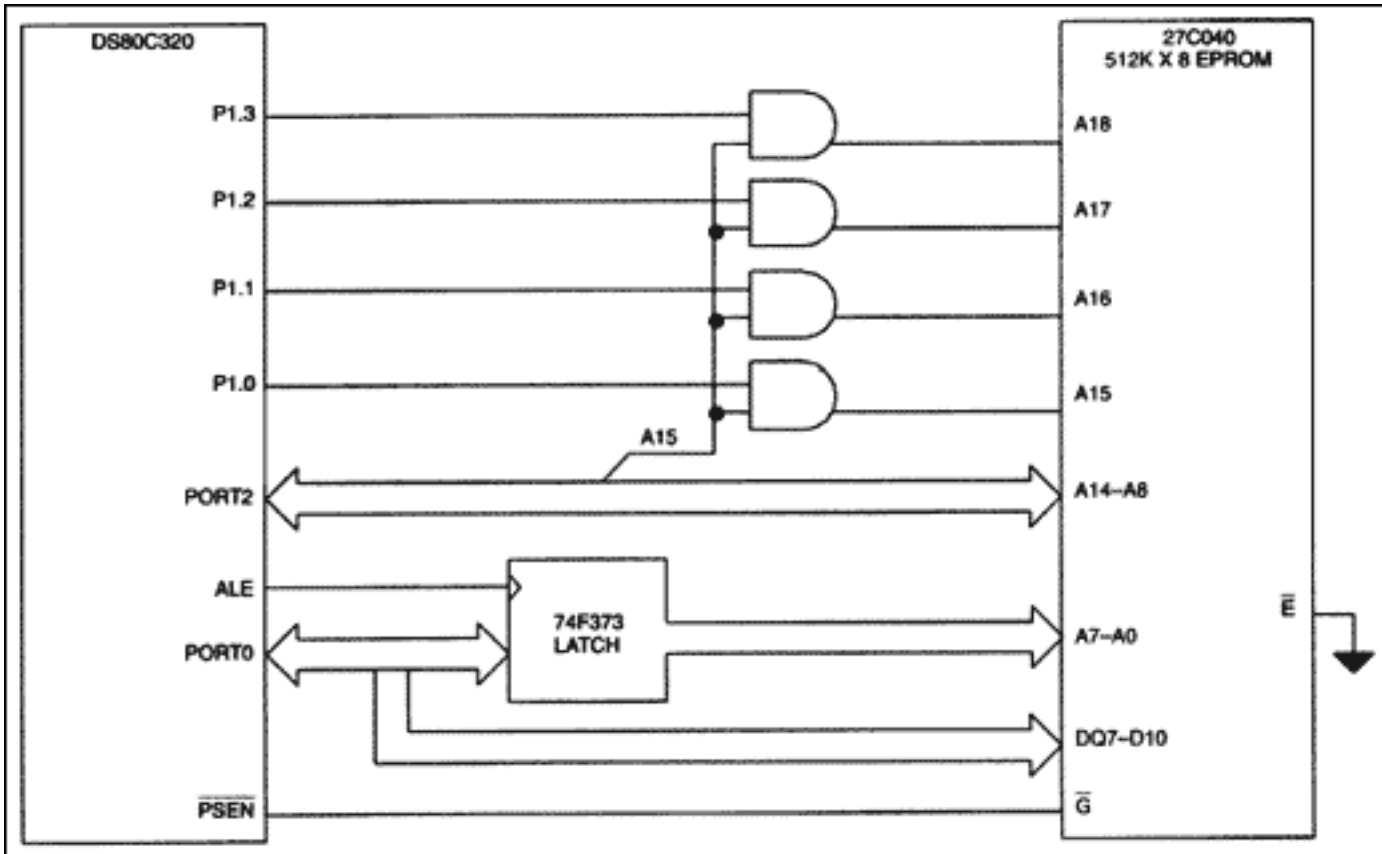 DS80C320
27C040
512K X 8 EPROM
P1.3
A18
P1.2
A17
P1.1
A16
P1.0
A15
A15
PORT2
A14–A8
ALE
74F373
LATCH
E
PORT0
A7–A0
DQ7–D10
PSEN
G